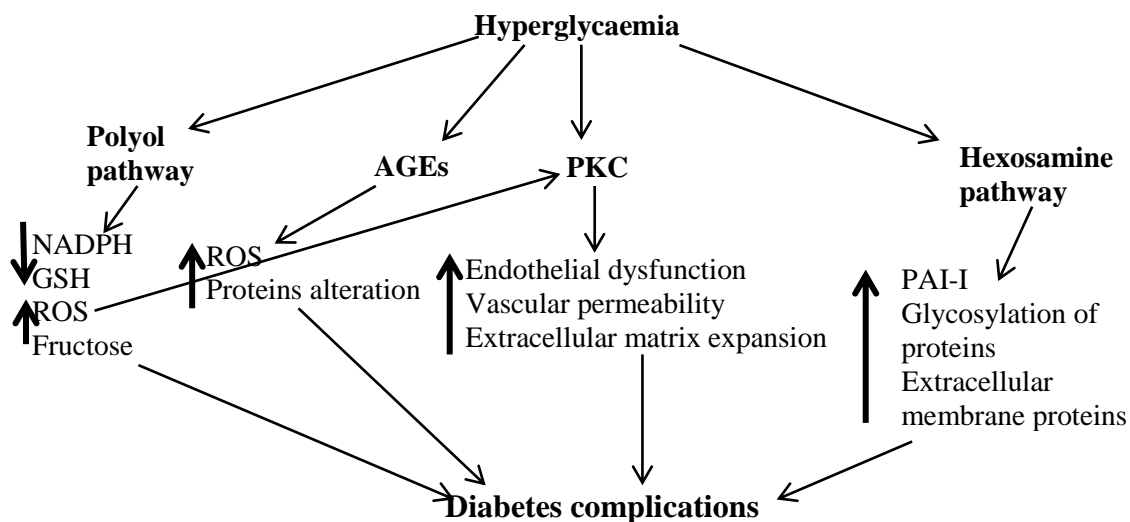 Hyperglycaemia
Polyol
pathway
AGEs
PKC
Hexosamine
pathway
NADPH
GSH
ROS
Fructose
ROS
Proteins alteration
Endothelial dysfunction
Vascular permeability
Extracellular matrix expansion
PAI-I
Glycosylation of
proteins
Extracellular
membrane proteins
Diabetes complications